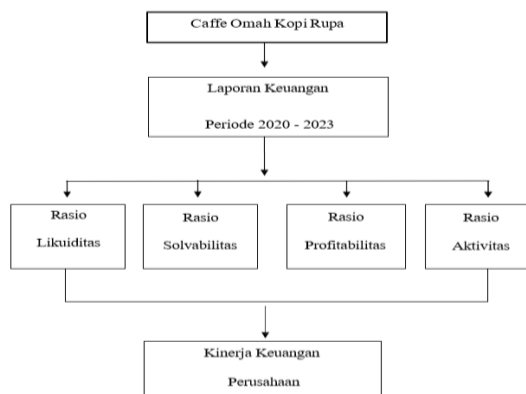 Caffe Omah Kopi Rupa
Laporan Keuangan
Periode 2020 - 2023
Rasio
Likuiditas
Rasio
Solvabilitas
Rasio
Profitabilitas
Rasio
Aktivitas
Kinerja Keuangan
Perusahaan